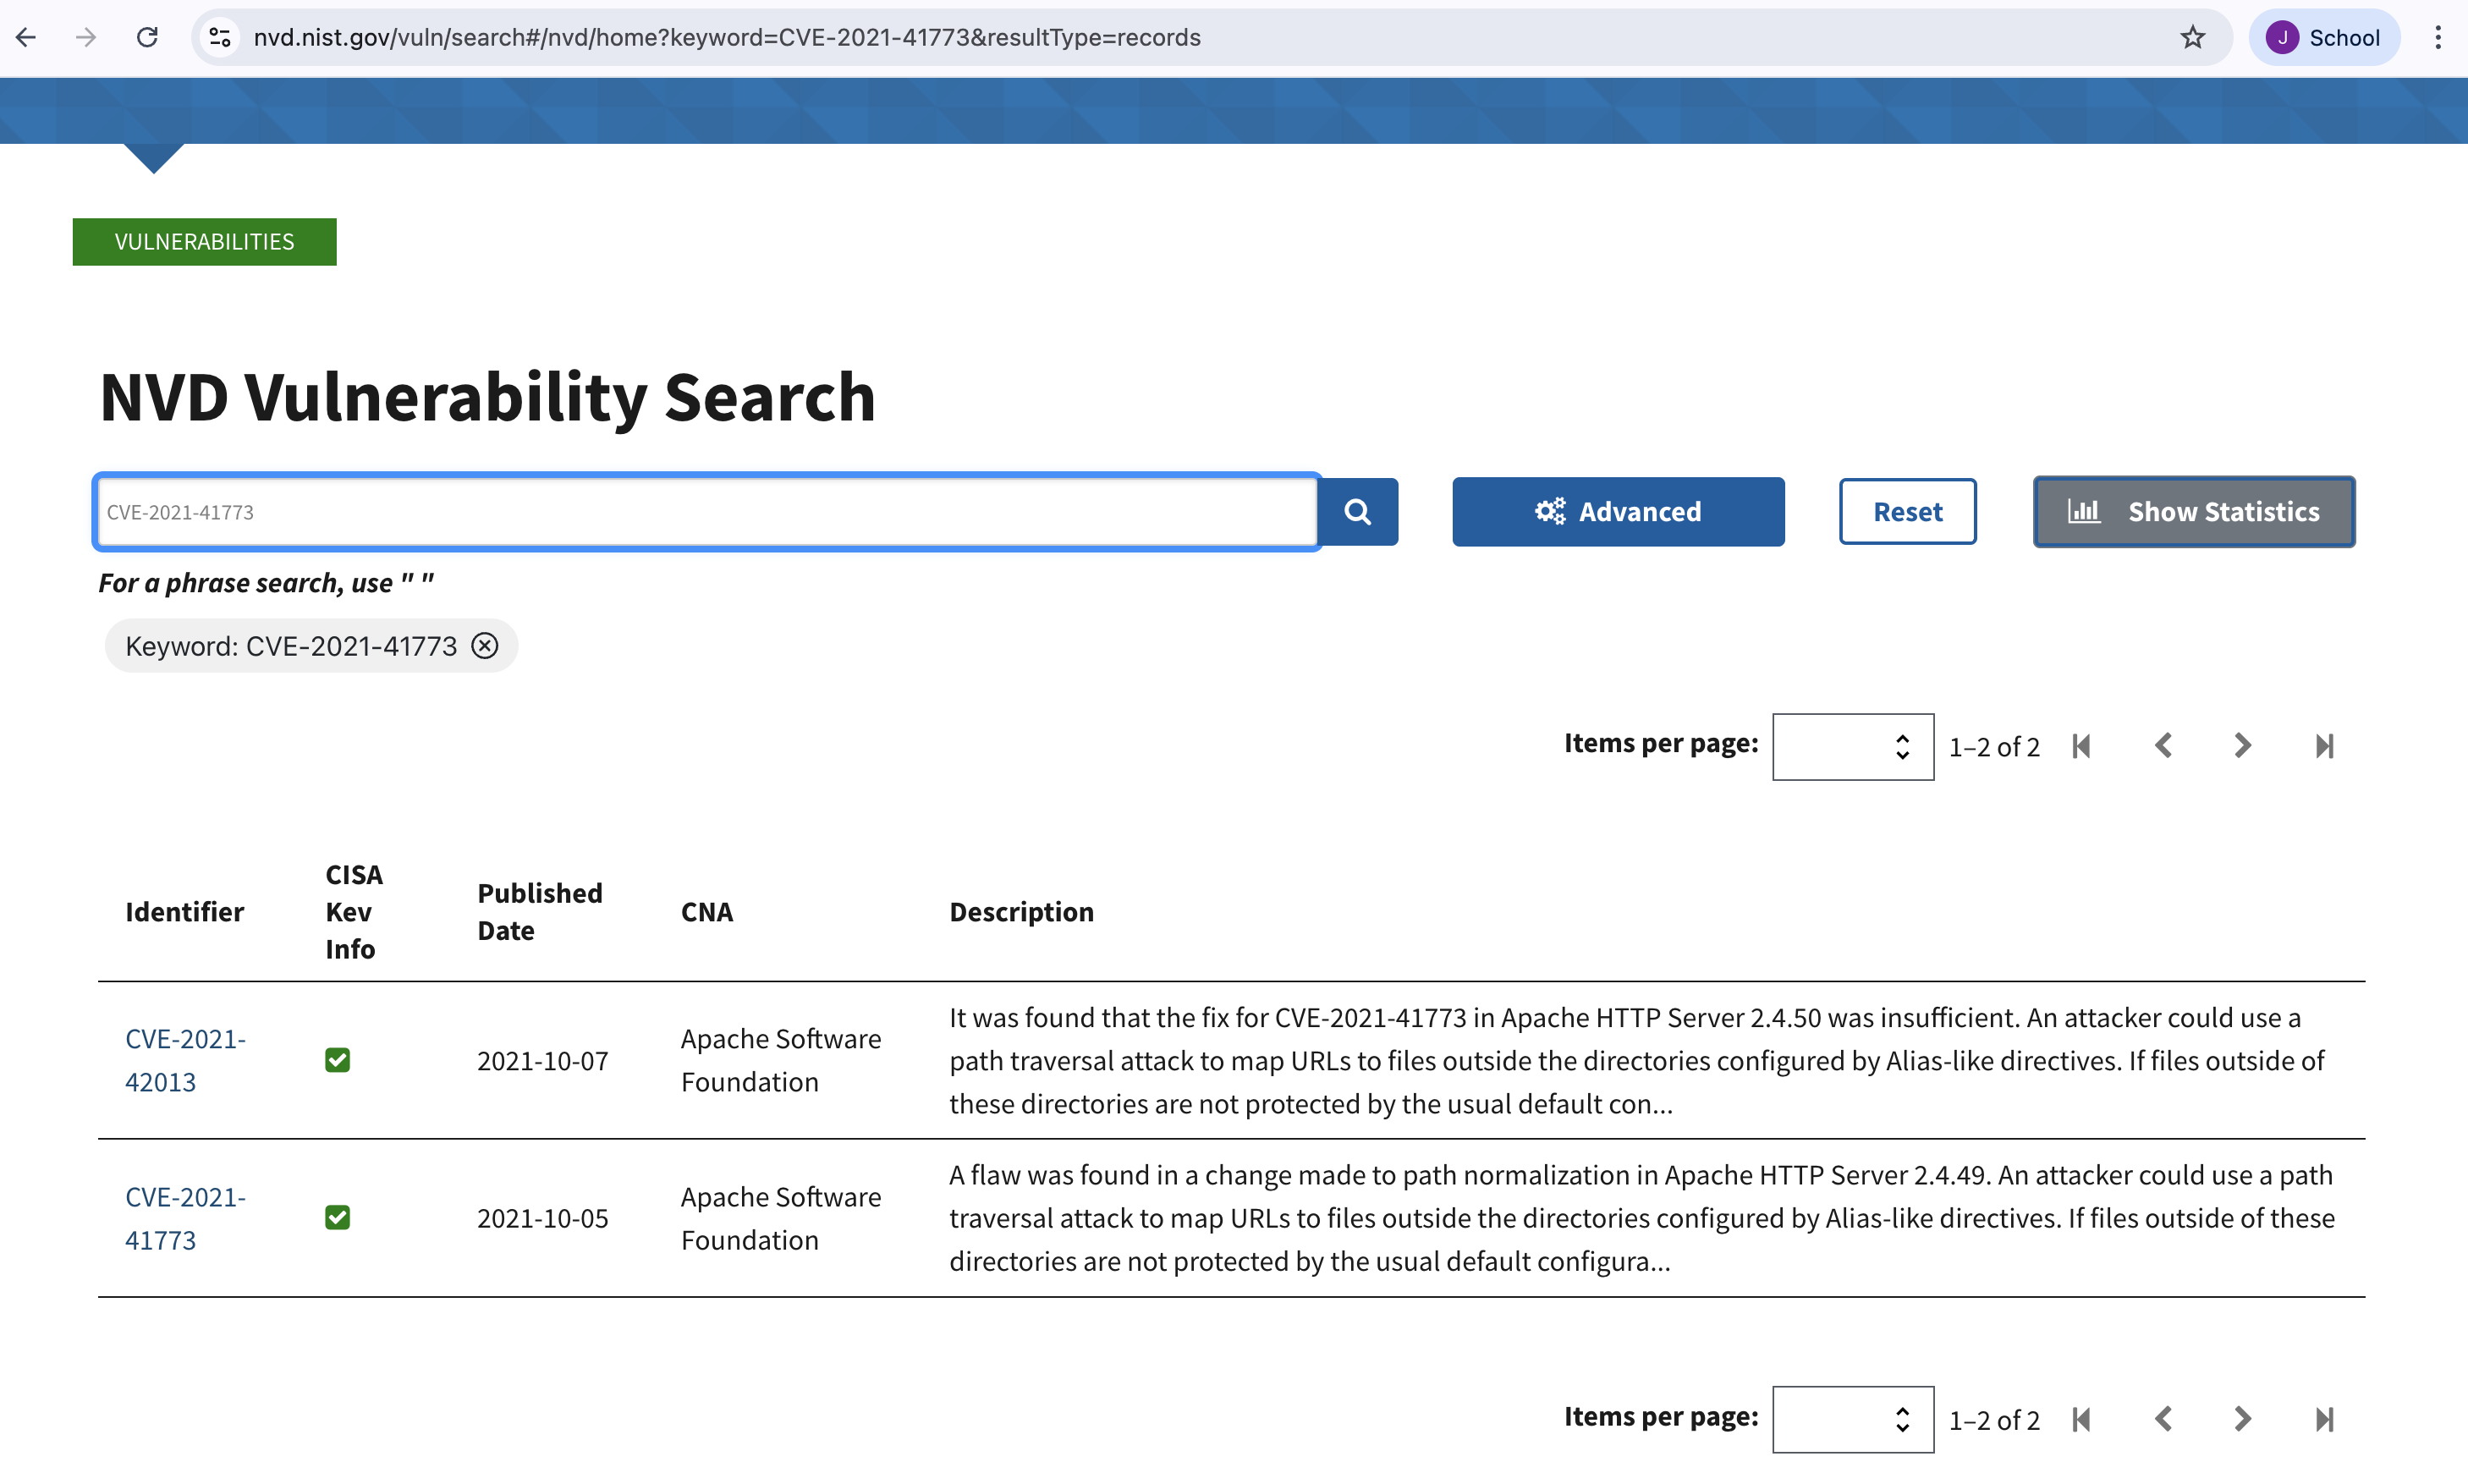 nvd.nist.gov/vuln/search#/nvd/home?keyword=CVE-2021-41773&resultType=records
J School
VULNERABILITIES
NVD Vulnerability Search
CVE-2021-41773
Advanced
Reset
Show Statistics
For a phrase search, use " "
Keyword: CVE-2021-41773
Items per page: 1–2 of 2
Identifier
CISA
Kev
Info
Published
Date
CNA
Description
CVE-2021-
42013
2021-10-07
Apache Software
Foundation
It was found that the fix for CVE-2021-41773 in Apache HTTP Server 2.4.50 was insufficient. An attacker could use a
path traversal attack to map URLs to files outside the directories configured by Alias-like directives. If files outside of
these directories are not protected by the usual default con...
CVE-2021-
41773
2021-10-05
Apache Software
Foundation
A flaw was found in a change made to path normalization in Apache HTTP Server 2.4.49. An attacker could use a path
traversal attack to map URLs to files outside the directories configured by Alias-like directives. If files outside of these
directories are not protected by the usual default configura...
Items per page: 1–2 of 2